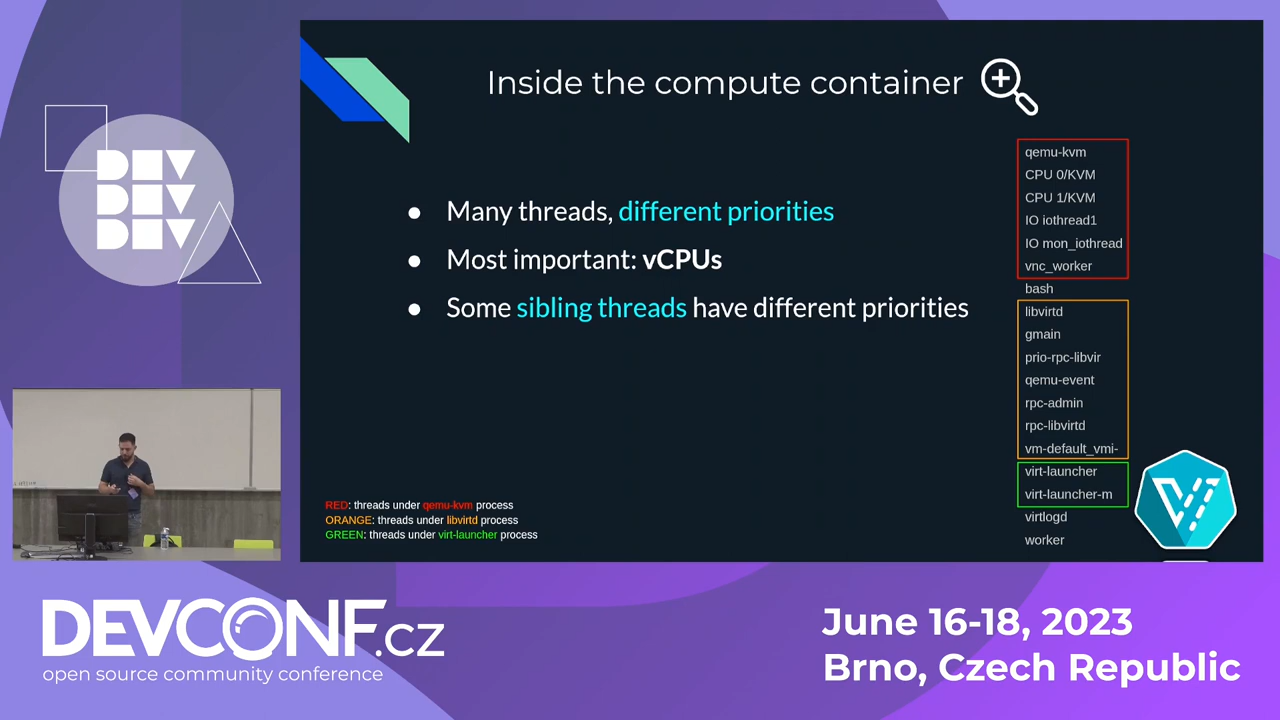 Inside the compute container
Many threads, different priorities
Most important: vCPUs
Some sibling threads have different priorities
qemu-kvm
CPU 0/KVM
CPU 1/KVM
IO iothread1
IO mon_iothread
vnc_worker
bash
libvirtd
gmain
prio-rpc-libvir
qemu-event
rpc-admin
rpc-libvirtd
vm-default_vmi-
virt-launcher
virt-launcher-m
virtlogd
worker
RED: threads under qemu-kvm process
ORANGE: threads under libvirtd process
GREEN: threads under virt-launcher process
DEV
DEV
DEV
DEVCONF.cz
open source community conference
June 16-18, 2023
Brno, Czech Republic